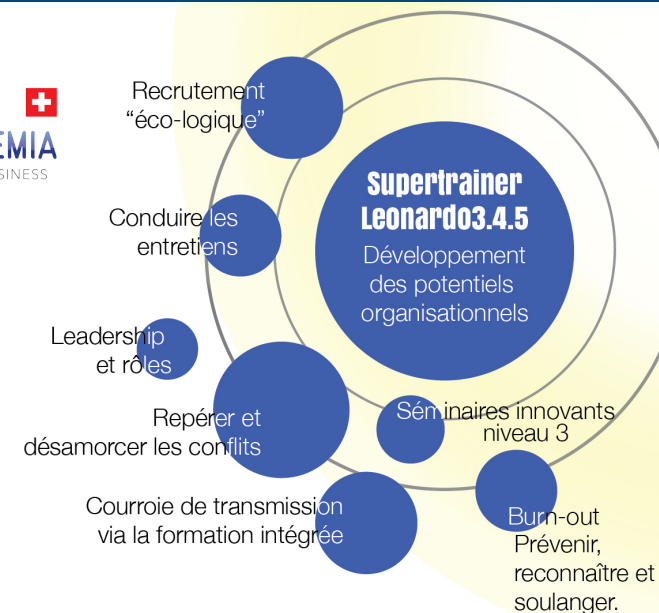 Recrutement
“éco-logique”
EMIA
SINESS
Supertrainer
Leonardo3.4.5
Développement
des potentiels
organisationnels
Conduire les
entretiens
Leadership
et rôles
Repérer et
désamorcer les conflits
Séminaires innovants
niveau 3
Courroie de transmission
via la formation intégrée
Burn-out
Prévenir,
reconnaître et
soulanger.